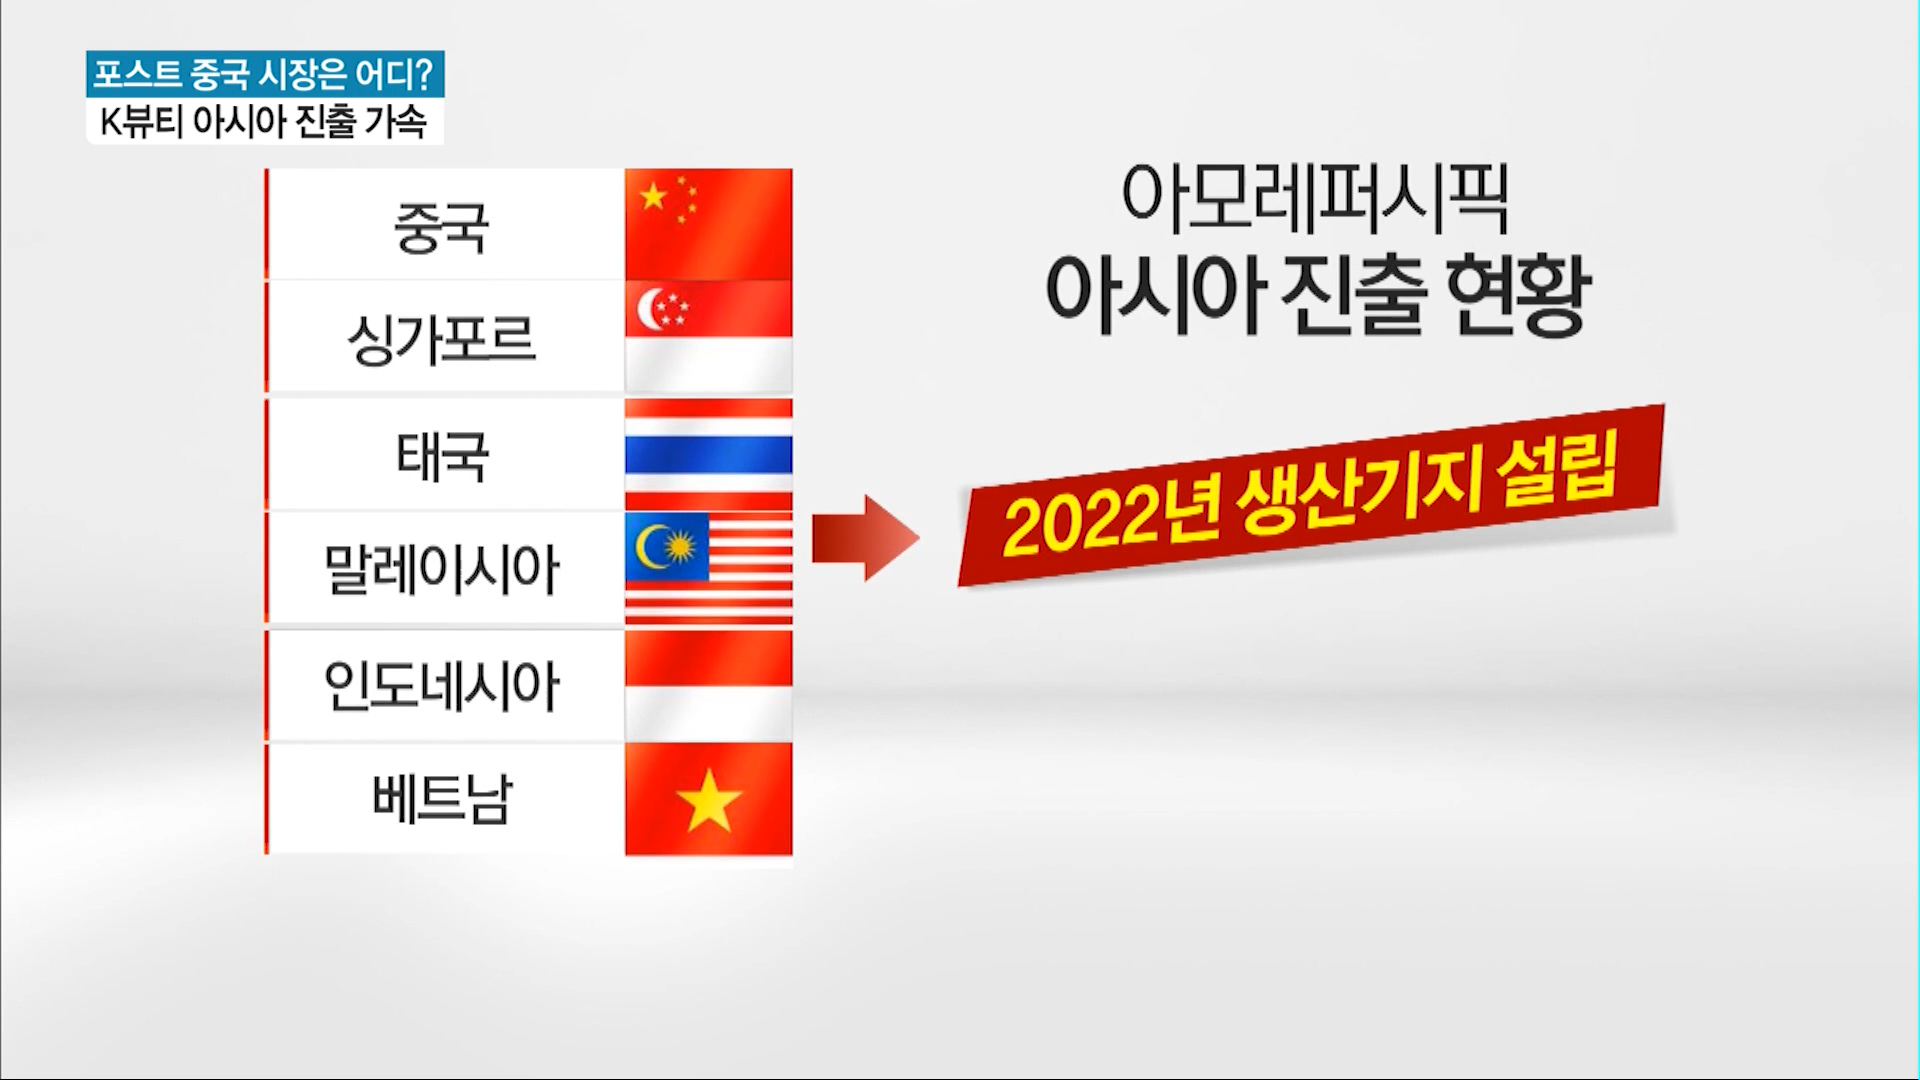 포스트 중국 시장은 어디?
K뷰티 아시아 진출 가속
중국
싱가포르
태국
말레이시아
인도네시아
베트남
아모레퍼시픽
아시아 진출 현황
2022년 생산기지 설립